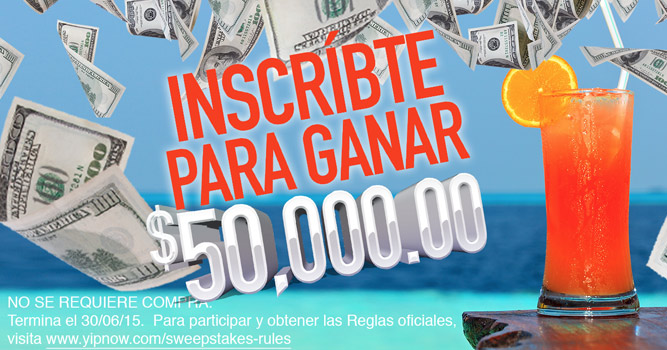 INSCRÍBTE
PARA GANAR
$50,000.00
NO SE REQUIERE COMPRA.
Termina el 30/06/15. Para participar y obtener las Reglas oficiales,
visita www.yipnow.com/sweepstakes-rules